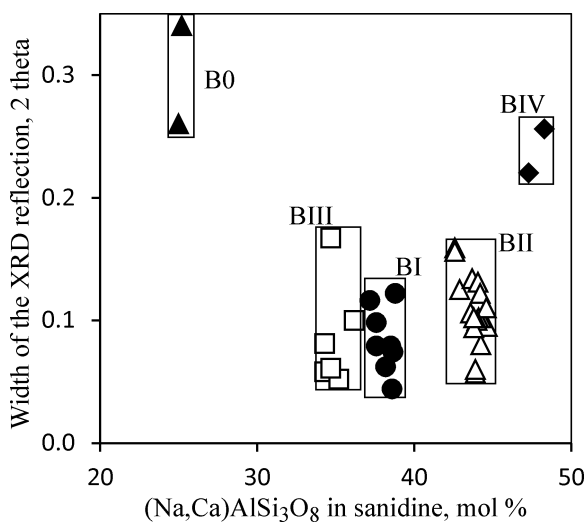 0.3
0.2
0.1
0.0
Width of the XRD reflection, 2 theta
B0
BIV
BIII
BI
BII
20
30
40
50
(Na,Ca)AlSi₃O₈ in sanidine, mol %